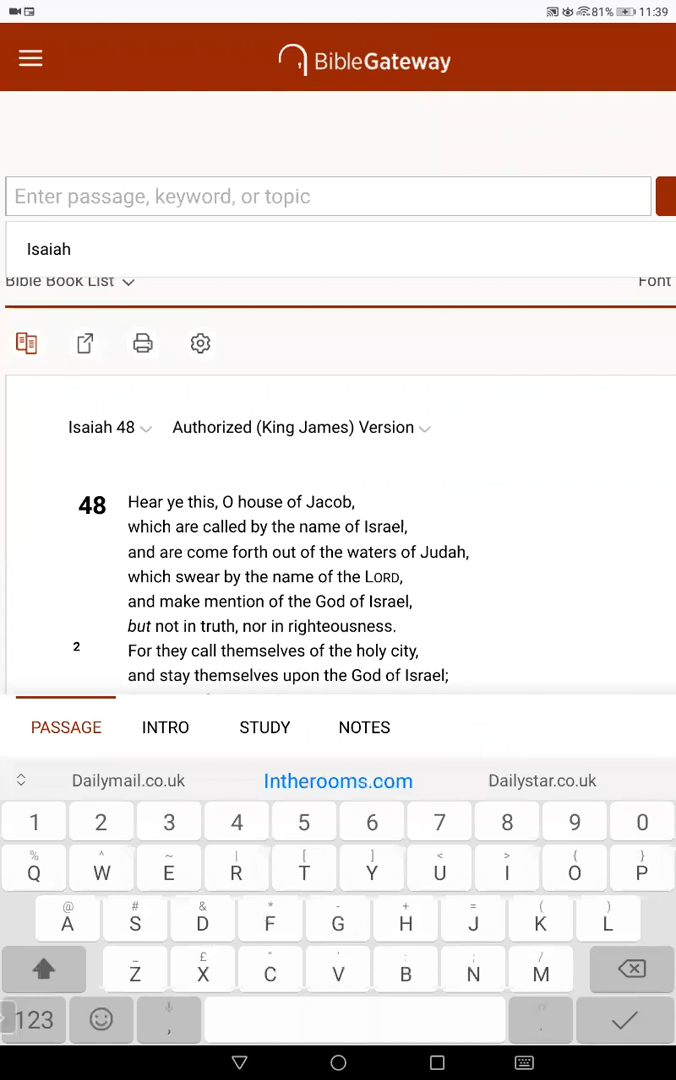 81% 11:39
BibleGateway
Enter passage, keyword, or topic
Isaiah
Bible Book List Font
Isaiah 48 Authorized (King James) Version
48 Hear ye this, O house of Jacob,
which are called by the name of Israel,
and are come forth out of the waters of Judah,
which swear by the name of the LORD,
and make mention of the God of Israel,
but not in truth, nor in righteousness.
2 For they call themselves of the holy city,
and stay themselves upon the God of Israel;
PASSAGE INTRO STUDY NOTES
Dailymail.co.uk Intherooms.com Dailystar.co.uk
1 2 3 4 5 6 7 8 9 0
% ^ ~ | [ ] < > { }
Q W E R T Y U I O P
@ # & * - + = ( )
A S D F G H J K L
_ £ " ' : ; /
Z X C V B N M
123 , .